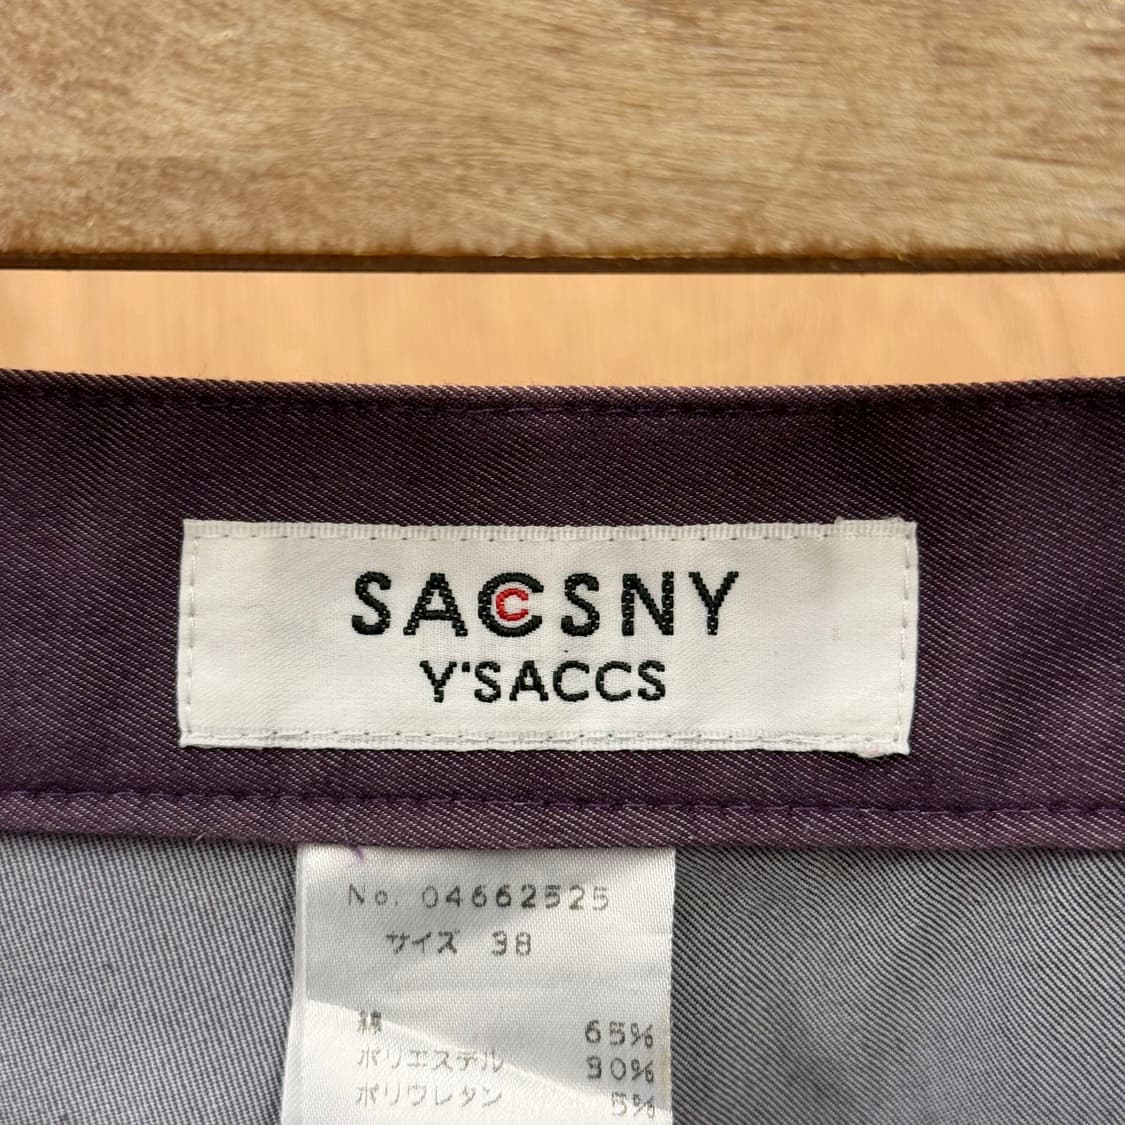 SACSNY
Y'SACCS
No. 04662525
サイズ 38
綿 65%
ポリエステル 30%
ポリウレタン 5%